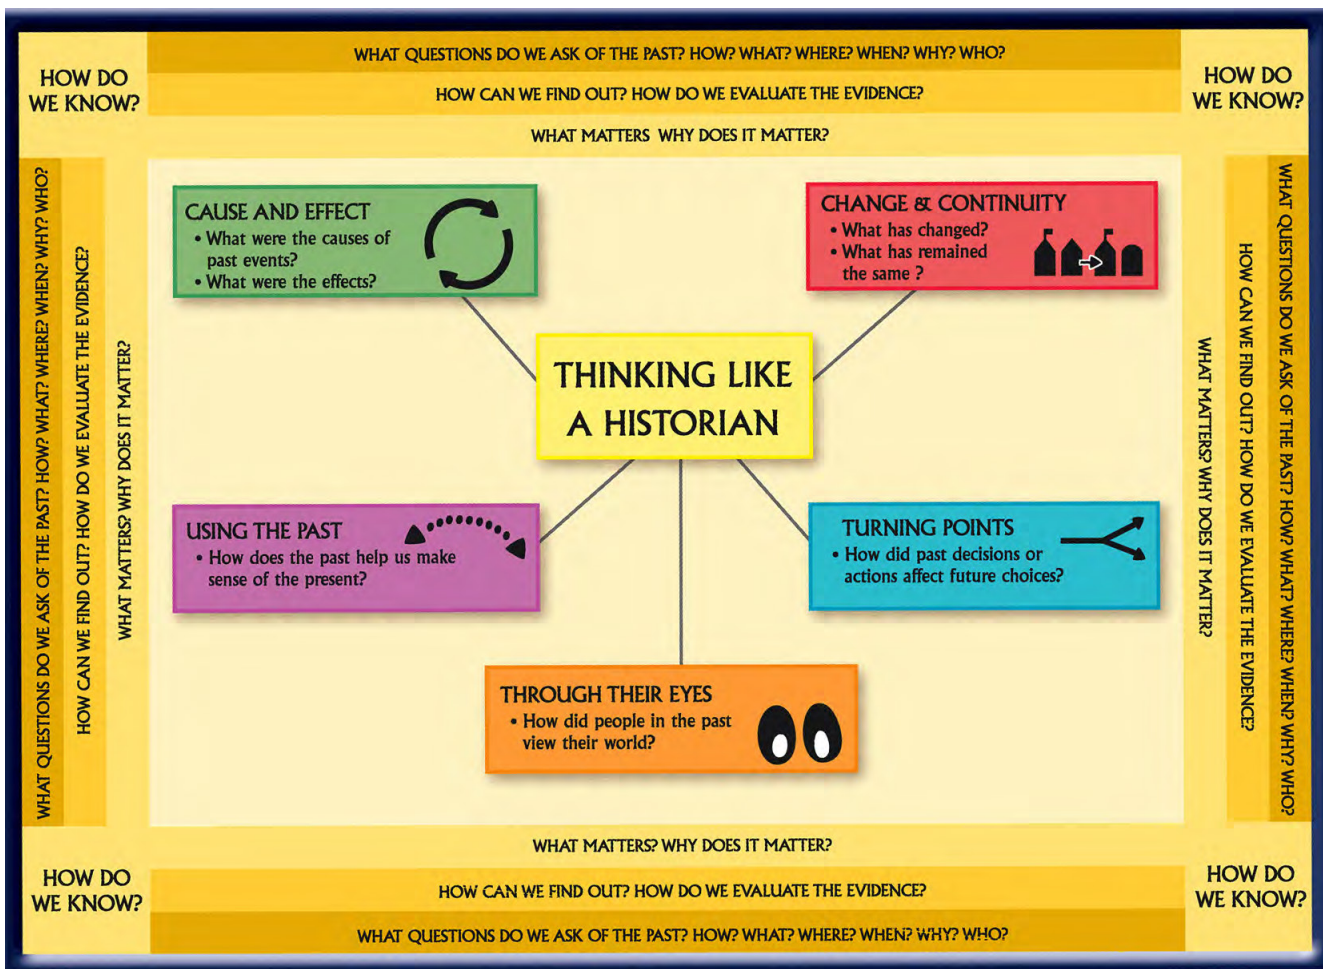 WHAT QUESTIONS DO WE ASK OF THE PAST? HOW? WHAT? WHERE? WHEN? WHY? WHO?
HOW CAN WE FIND OUT? HOW DO WE EVALUATE THE EVIDENCE?
WHAT MATTERS WHY DOES IT MATTER?
HOW DO
WE KNOW?
HOW DO
WE KNOW?
WHAT QUESTIONS DO WE ASK OF THE PAST? HOW? WHAT? WHERE? WHEN? WHY? WHO?
HOW CAN WE FIND OUT? HOW DO WE EVALUATE THE EVIDENCE?
WHAT MATTERS? WHY DOES IT MATTER?
CAUSE AND EFFECT
• What were the causes of
past events?
• What were the effects?
CHANGE & CONTINUITY
• What has changed?
• What has remained
the same ?
THINKING LIKE
A HISTORIAN
USING THE PAST
• How does the past help us make
sense of the present?
TURNING POINTS
• How did past decisions or
actions affect future choices?
THROUGH THEIR EYES
• How did people in the past
view their world?
WHAT MATTERS? WHY DOES IT MATTER?
HOW CAN WE FIND OUT? HOW DO WE EVALUATE THE EVIDENCE?
WHAT QUESTIONS DO WE ASK OF THE PAST? HOW? WHAT? WHERE? WHEN? WHY? WHO?
HOW DO
WE KNOW?
HOW DO
WE KNOW?
WHAT MATTERS? WHY DOES IT MATTER?
HOW CAN WE FIND OUT? HOW DO WE EVALUATE THE EVIDENCE?
WHAT QUESTIONS DO WE ASK OF THE PAST? HOW? WHAT? WHERE? WHEN? WHY? WHO?